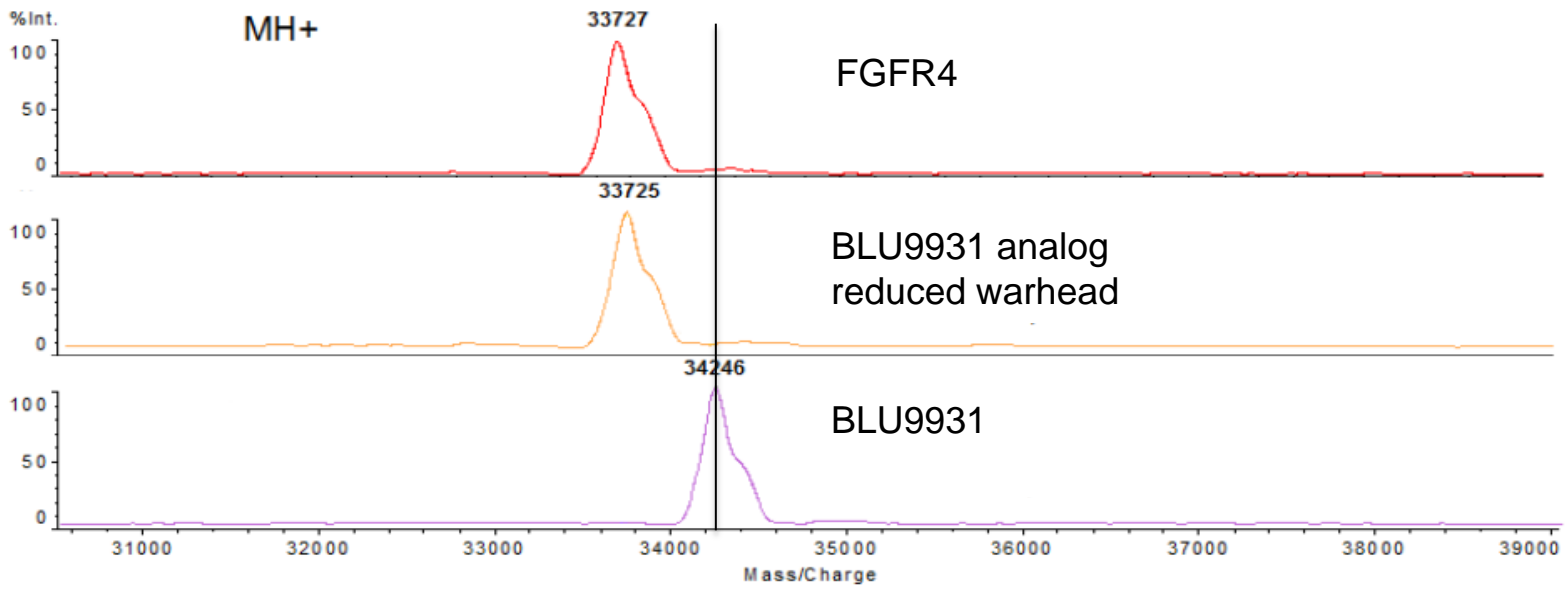 %Int.
MH+
33727
100
50
0
FGFR4
33725
100
50
0
BLU9931 analog
reduced warhead
34246
100
50
0
BLU9931
31000 32000 33000 34000 35000 36000 37000 38000 39000
Mass/Charge